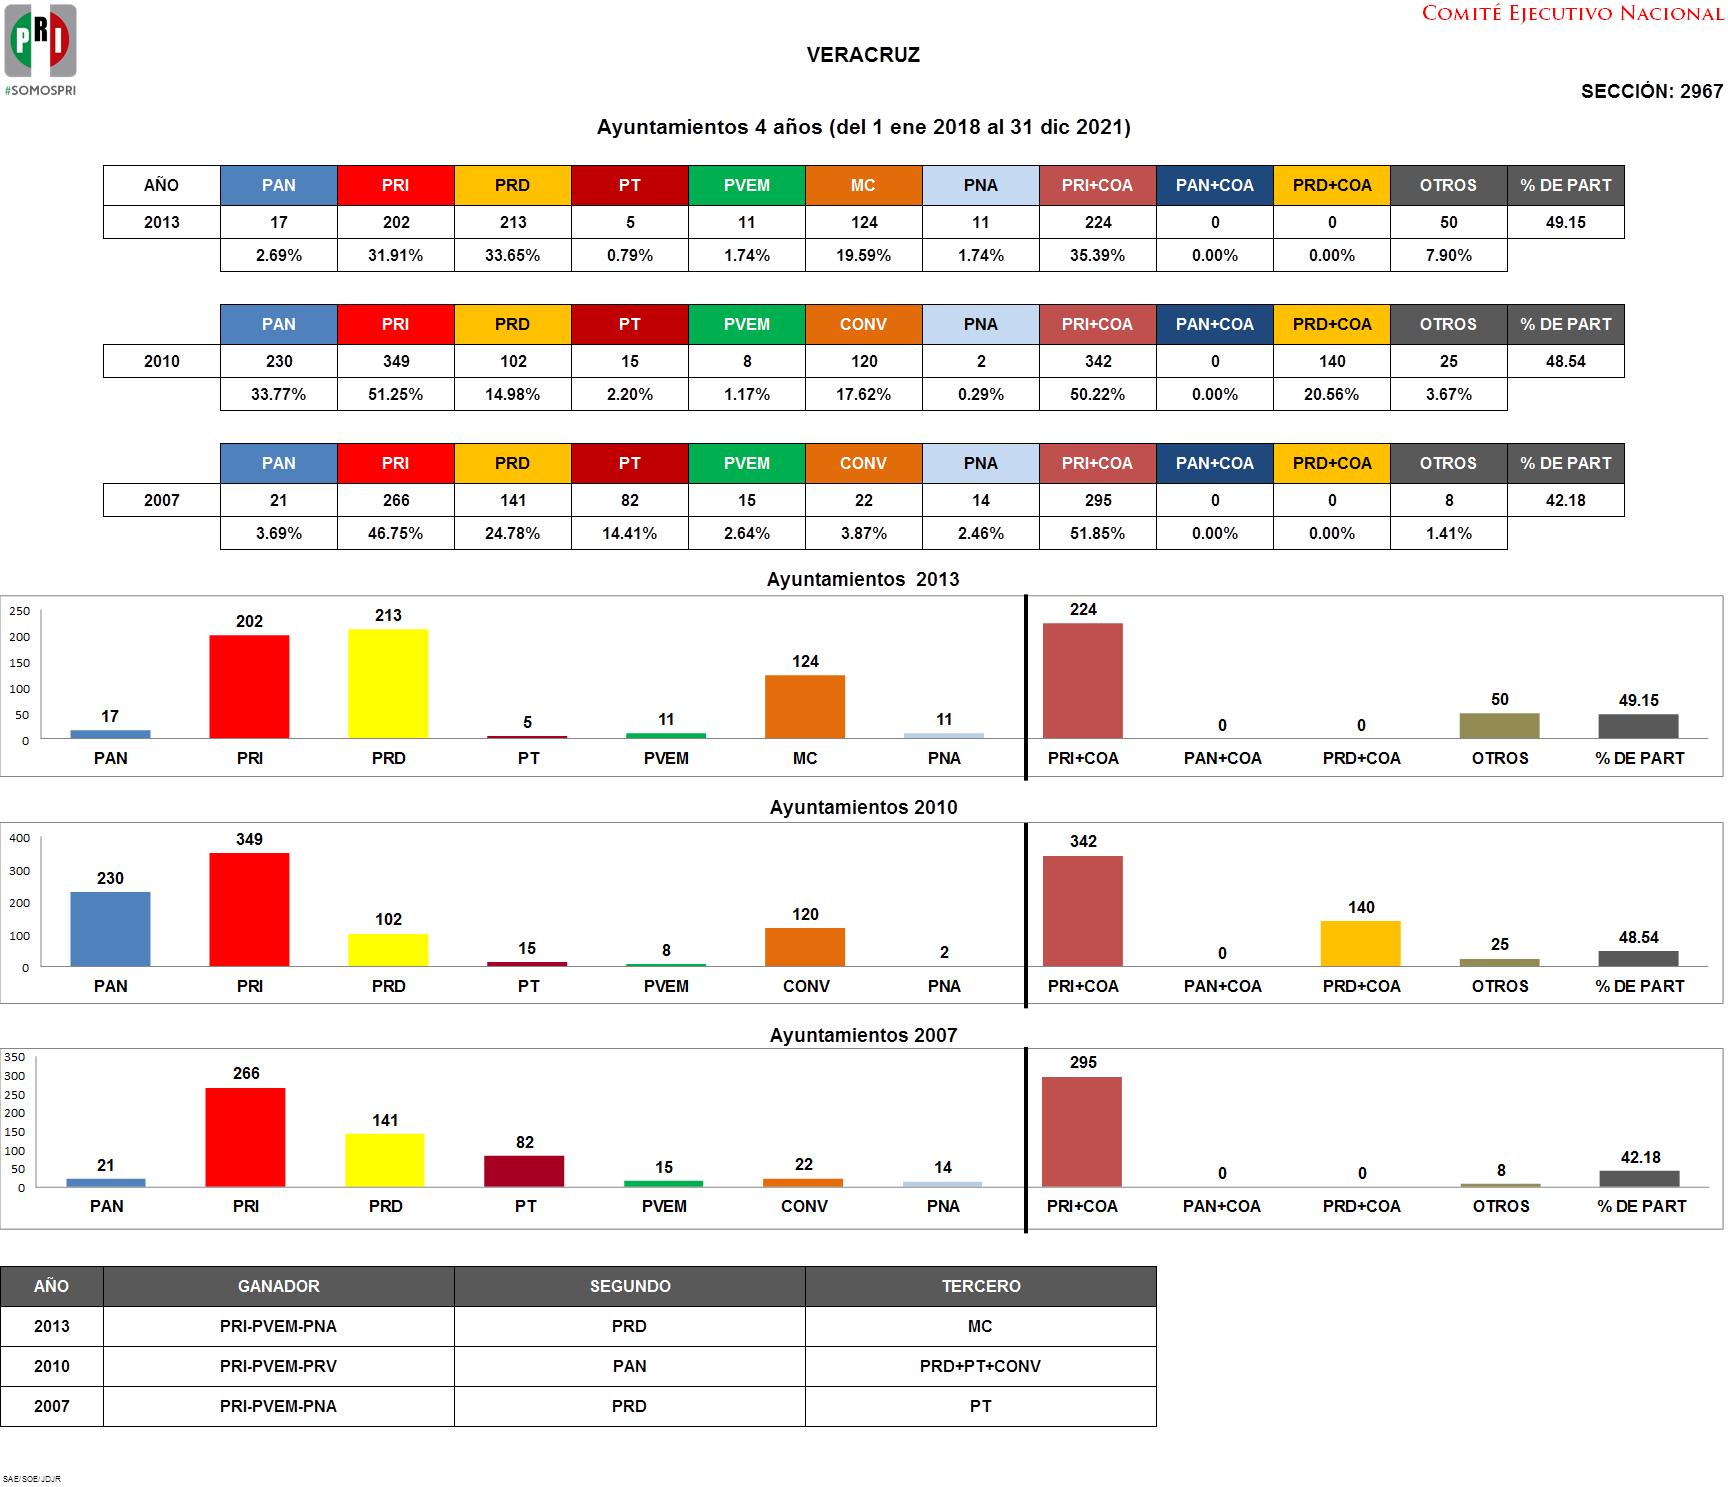 PRI
#SOMOSPRI
COMITÉ EJECUTIVO NACIONAL
VERACRUZ
SECCIÓN: 2967
Ayuntamientos 4 años (del 1 ene 2018 al 31 dic 2021)
AÑO PAN PRI PRD PT PVEM MC PNA PRI+COA PAN+COA PRD+COA OTROS % DE PART
2013 17 202 213 5 11 124 11 224 0 0 50 49.15
2.69% 31.91% 33.65% 0.79% 1.74% 19.59% 1.74% 35.39% 0.00% 0.00% 7.90%
PAN PRI PRD PT PVEM CONV PNA PRI+COA PAN+COA PRD+COA OTROS % DE PART
2010 230 349 102 15 8 120 2 342 0 140 25 48.54
33.77% 51.25% 14.98% 2.20% 1.17% 17.62% 0.29% 50.22% 0.00% 20.56% 3.67%
PAN PRI PRD PT PVEM CONV PNA PRI+COA PAN+COA PRD+COA OTROS % DE PART
2007 21 266 141 82 15 22 14 295 0 0 8 42.18
3.69% 46.75% 24.78% 14.41% 2.64% 3.87% 2.46% 51.85% 0.00% 0.00% 1.41%
Ayuntamientos 2013
250
200
150
100
50
0
17 202 213 5 11 124 11 224 0 0 50 49.15
PAN PRI PRD PT PVEM MC PNA PRI+COA PAN+COA PRD+COA OTROS % DE PART
Ayuntamientos 2010
400
300
200
100
0
230 349 102 15 8 120 2 342 0 140 25 48.54
PAN PRI PRD PT PVEM CONV PNA PRI+COA PAN+COA PRD+COA OTROS % DE PART
Ayuntamientos 2007
350
300
250
200
150
100
50
0
21 266 141 82 15 22 14 295 0 0 8 42.18
PAN PRI PRD PT PVEM CONV PNA PRI+COA PAN+COA PRD+COA OTROS % DE PART
AÑO GANADOR SEGUNDO TERCERO
2013 PRI-PVEM-PNA PRD MC
2010 PRI-PVEM-PRV PAN PRD+PT+CONV
2007 PRI-PVEM-PNA PRD PT
SAE/SOE/JDJR